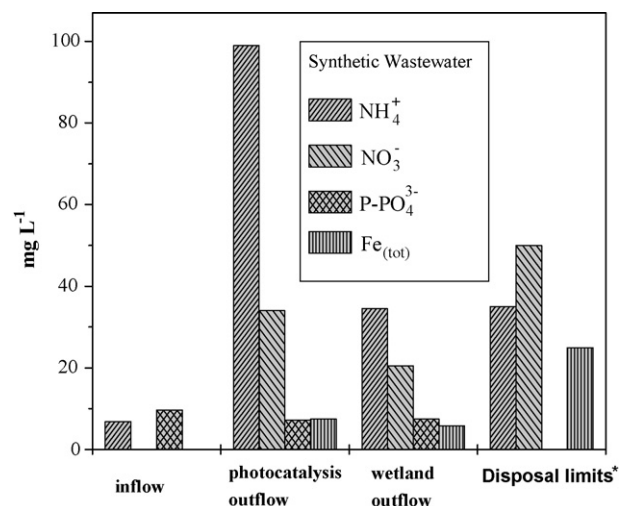 100
80
60
40
20
0
mg L⁻¹
Synthetic Wastewater
NH₄⁺
NO₃⁻
P-PO₄³⁻
Fe₍tot₎
inflow
photocatalysis
outflow
wetland
outflow
Disposal limits*